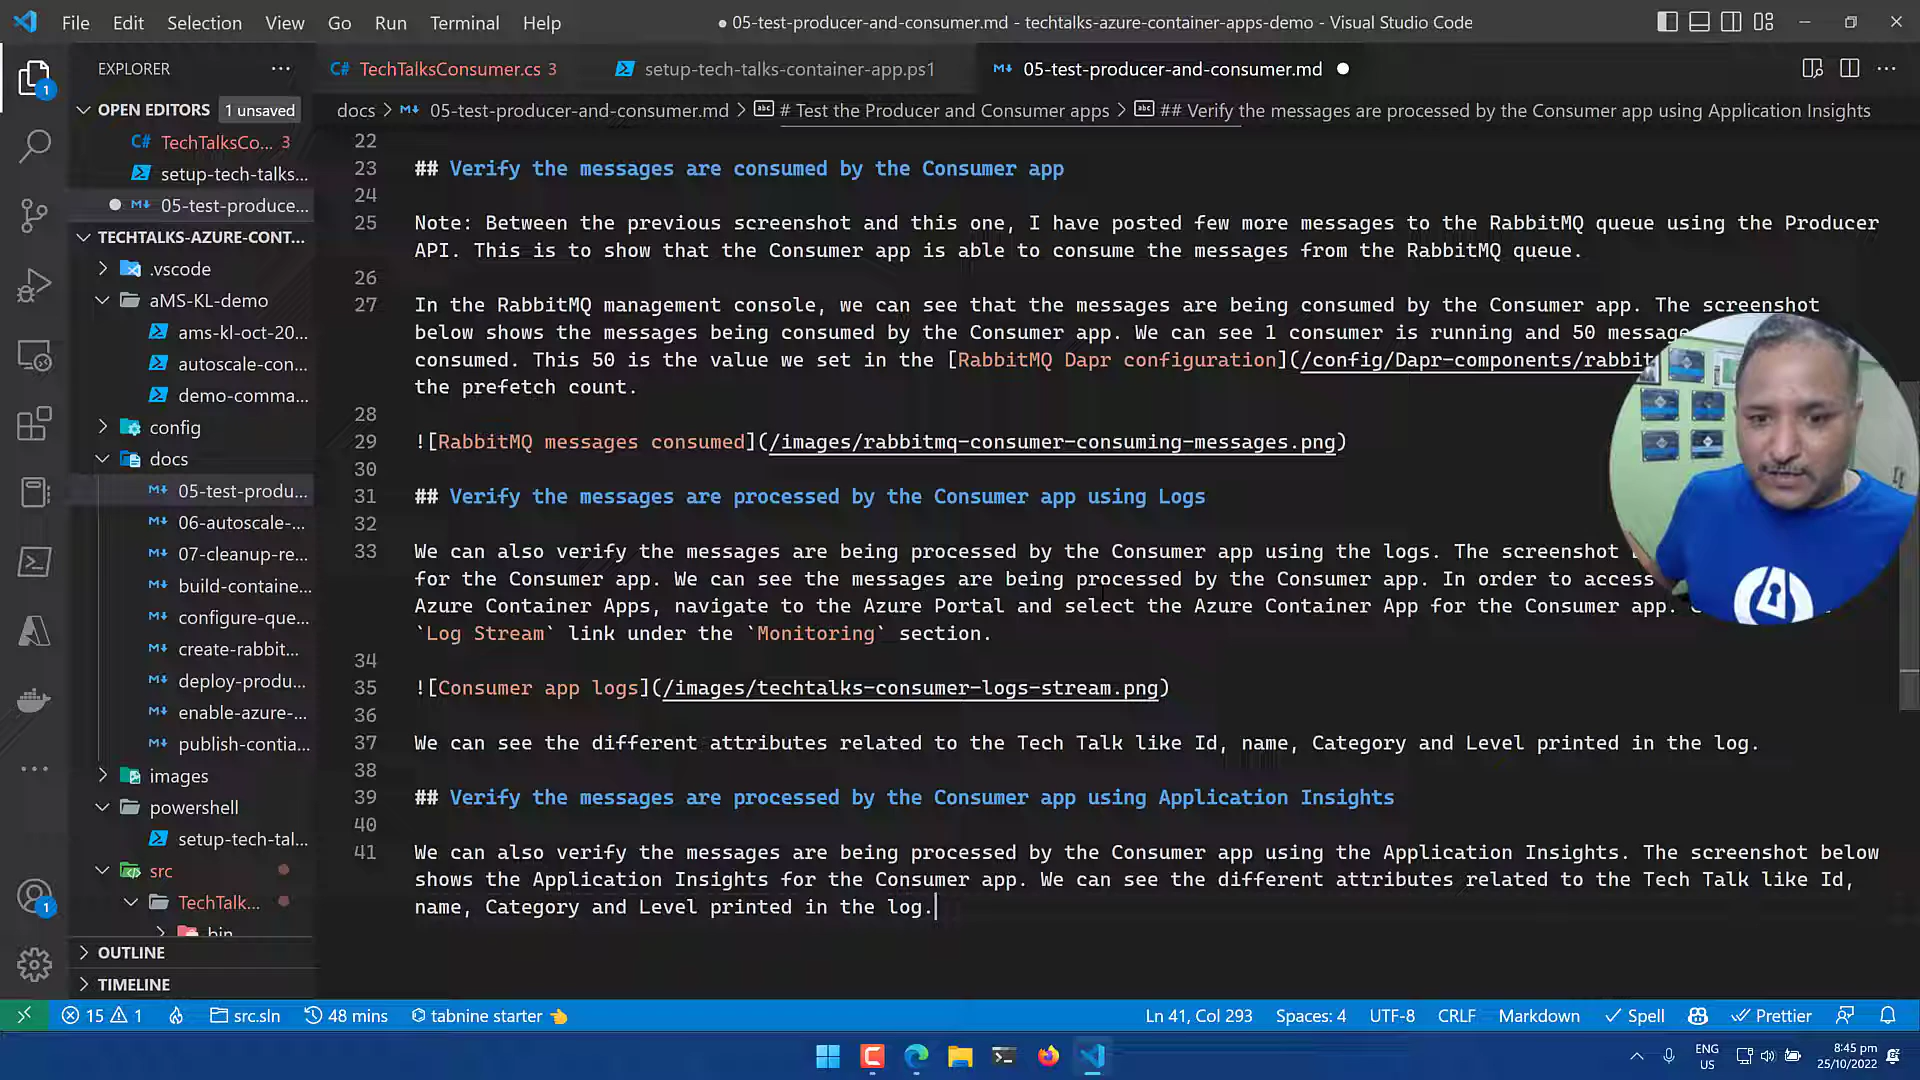 File Edit Selection View Go Run Terminal Help
● 05-test-producer-and-consumer.md - techtalks-azure-container-apps-demo - Visual Studio Code
EXPLORER
OPEN EDITORS 1 unsaved
TechTalksCo... 3
setup-tech-talks...
05-test-produce...
TECHTALKS-AZURE-CONT...
.vscode
aMS-KL-demo
ams-kl-oct-20...
autoscale-con...
demo-comma...
config
docs
05-test-produ...
06-autoscale-...
07-cleanup-re...
build-containe...
configure-que...
create-rabbit...
deploy-produ...
enable-azure-...
publish-contia...
images
powershell
setup-tech-tal...
src
TechTalk...
bin
OUTLINE
TIMELINE
TechTalksConsumer.cs 3
setup-tech-talks-container-app.ps1
05-test-producer-and-consumer.md
docs > 05-test-producer-and-consumer.md > # Test the Producer and Consumer apps > ## Verify the messages are processed by the Consumer app using Application Insights
22
23 ## Verify the messages are consumed by the Consumer app
24
25 Note: Between the previous screenshot and this one, I have posted few more messages to the RabbitMQ queue using the Producer
API. This is to show that the Consumer app is able to consume the messages from the RabbitMQ queue.
26
27 In the RabbitMQ management console, we can see that the messages are being consumed by the Consumer app. The screenshot
below shows the messages being consumed by the Consumer app. We can see 1 consumer is running and 50 message
consumed. This 50 is the value we set in the [RabbitMQ Dapr configuration](/config/Dapr-components/rabbit
the prefetch count.
28
29 ![RabbitMQ messages consumed](/images/rabbitmq-consumer-consuming-messages.png)
30
31 ## Verify the messages are processed by the Consumer app using Logs
32
33 We can also verify the messages are being processed by the Consumer app using the logs. The screenshot
for the Consumer app. We can see the messages are being processed by the Consumer app. In order to access
Azure Container Apps, navigate to the Azure Portal and select the Azure Container App for the Consumer app.
`Log Stream` link under the `Monitoring` section.
34
35 ![Consumer app logs](/images/techtalks-consumer-logs-stream.png)
36
37 We can see the different attributes related to the Tech Talk like Id, name, Category and Level printed in the log.
38
39 ## Verify the messages are processed by the Consumer app using Application Insights
40
41 We can also verify the messages are being processed by the Consumer app using the Application Insights. The screenshot below
shows the Application Insights for the Consumer app. We can see the different attributes related to the Tech Talk like Id,
name, Category and Level printed in the log.
15 1 src.sln 48 mins tabnine starter Ln 41, Col 293 Spaces: 4 UTF-8 CRLF Markdown Spell Prettier
ENG
US
8:45 pm
25/10/2022